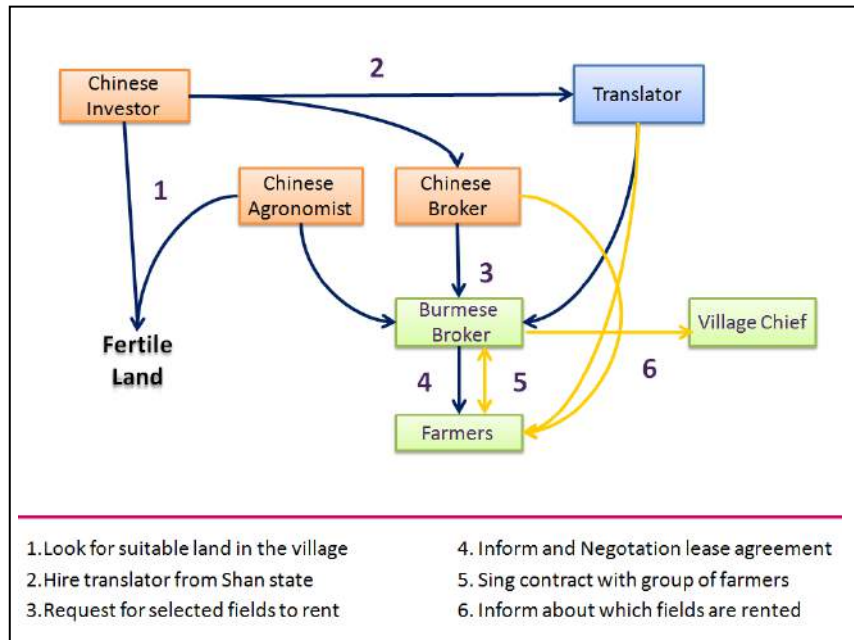 2
Chinese
Investor
Translator
1
Chinese
Agronomist
Chinese
Broker
3
Burmese
Broker
Village Chief
Fertile
Land
4
5
6
Farmers
1.Look for suitable land in the village
2.Hire translator from Shan state
3.Request for selected fields to rent
4. Inform and Negotation lease agreement
5. Sing contract with group of farmers
6. Inform about which fields are rented